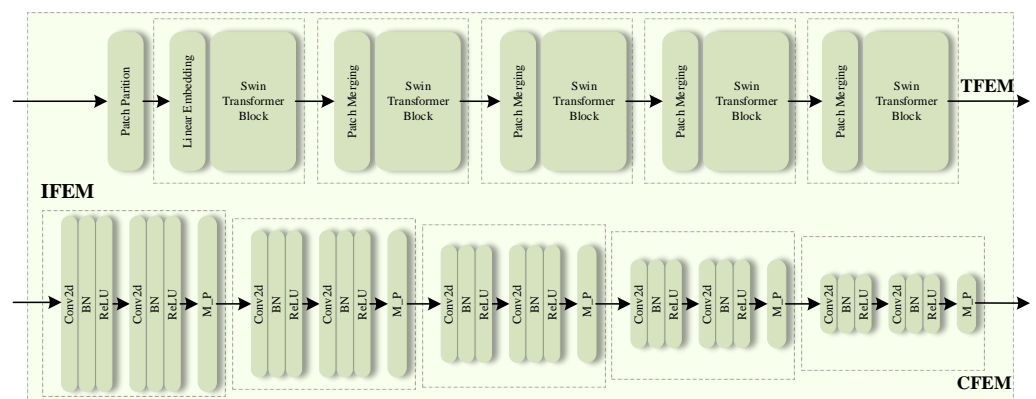 Patch Parition
Linear Embedding
Swin
Transformer
Block
Patch Merging
Swin
Transformer
Block
Patch Merging
Swin
Transformer
Block
Patch Merging
Swin
Transformer
Block
Patch Merging
Swin
Transformer
Block
TFEM
IFEM
Conv2d
BN
ReLU
Conv2d
BN
ReLU
M_P
Conv2d
BN
ReLU
Conv2d
BN
ReLU
M_P
Conv2d
BN
ReLU
Conv2d
BN
ReLU
M_P
Conv2d
BN
ReLU
Conv2d
BN
ReLU
M_P
Conv2d
BN
ReLU
Conv2d
BN
ReLU
M_P
CFEM